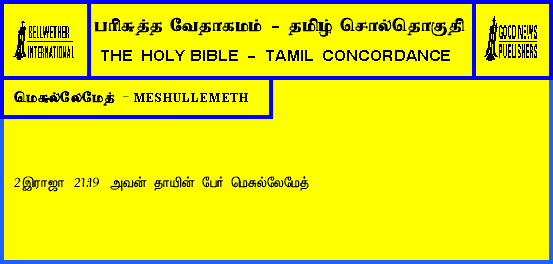 BELLWETHER
INTERNATIONAL
பரிசுத்த வேதாகமம் - தமிழ் சொல்தொகுதி
THE HOLY BIBLE - TAMIL CONCORDANCE
GOOD NEWS
PUBLISHERS
மெசுல்லேமேத் - MESHULLEMETH
2இராஜா 21:19 அவன் தாயின் பேர் மெசுல்லேமேத்